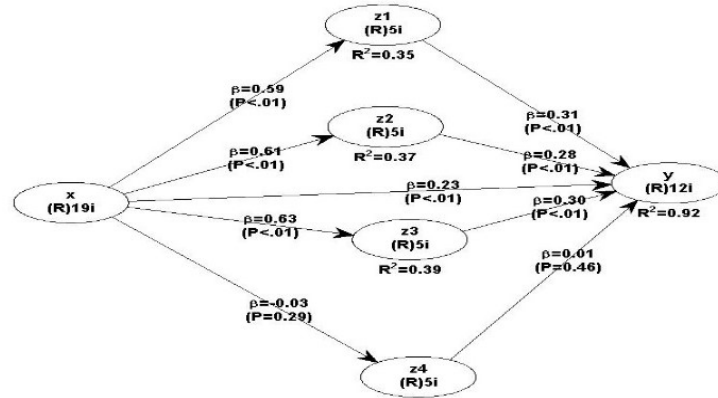 z1
(R)5i
R²=0.35
β=0.59
(P<.01)
β=0.31
(P<.01)
z2
(R)5i
R²=0.37
β=0.61
(P<.01)
β=0.28
(P<.01)
x
(R)19i
β=0.23
(P<.01)
y
(R)12i
R²=0.92
β=0.63
(P<.01)
z3
(R)5i
R²=0.39
β=0.30
(P<.01)
β=-0.03
(P=0.29)
β=0.01
(P=0.46)
z4
(R)5i